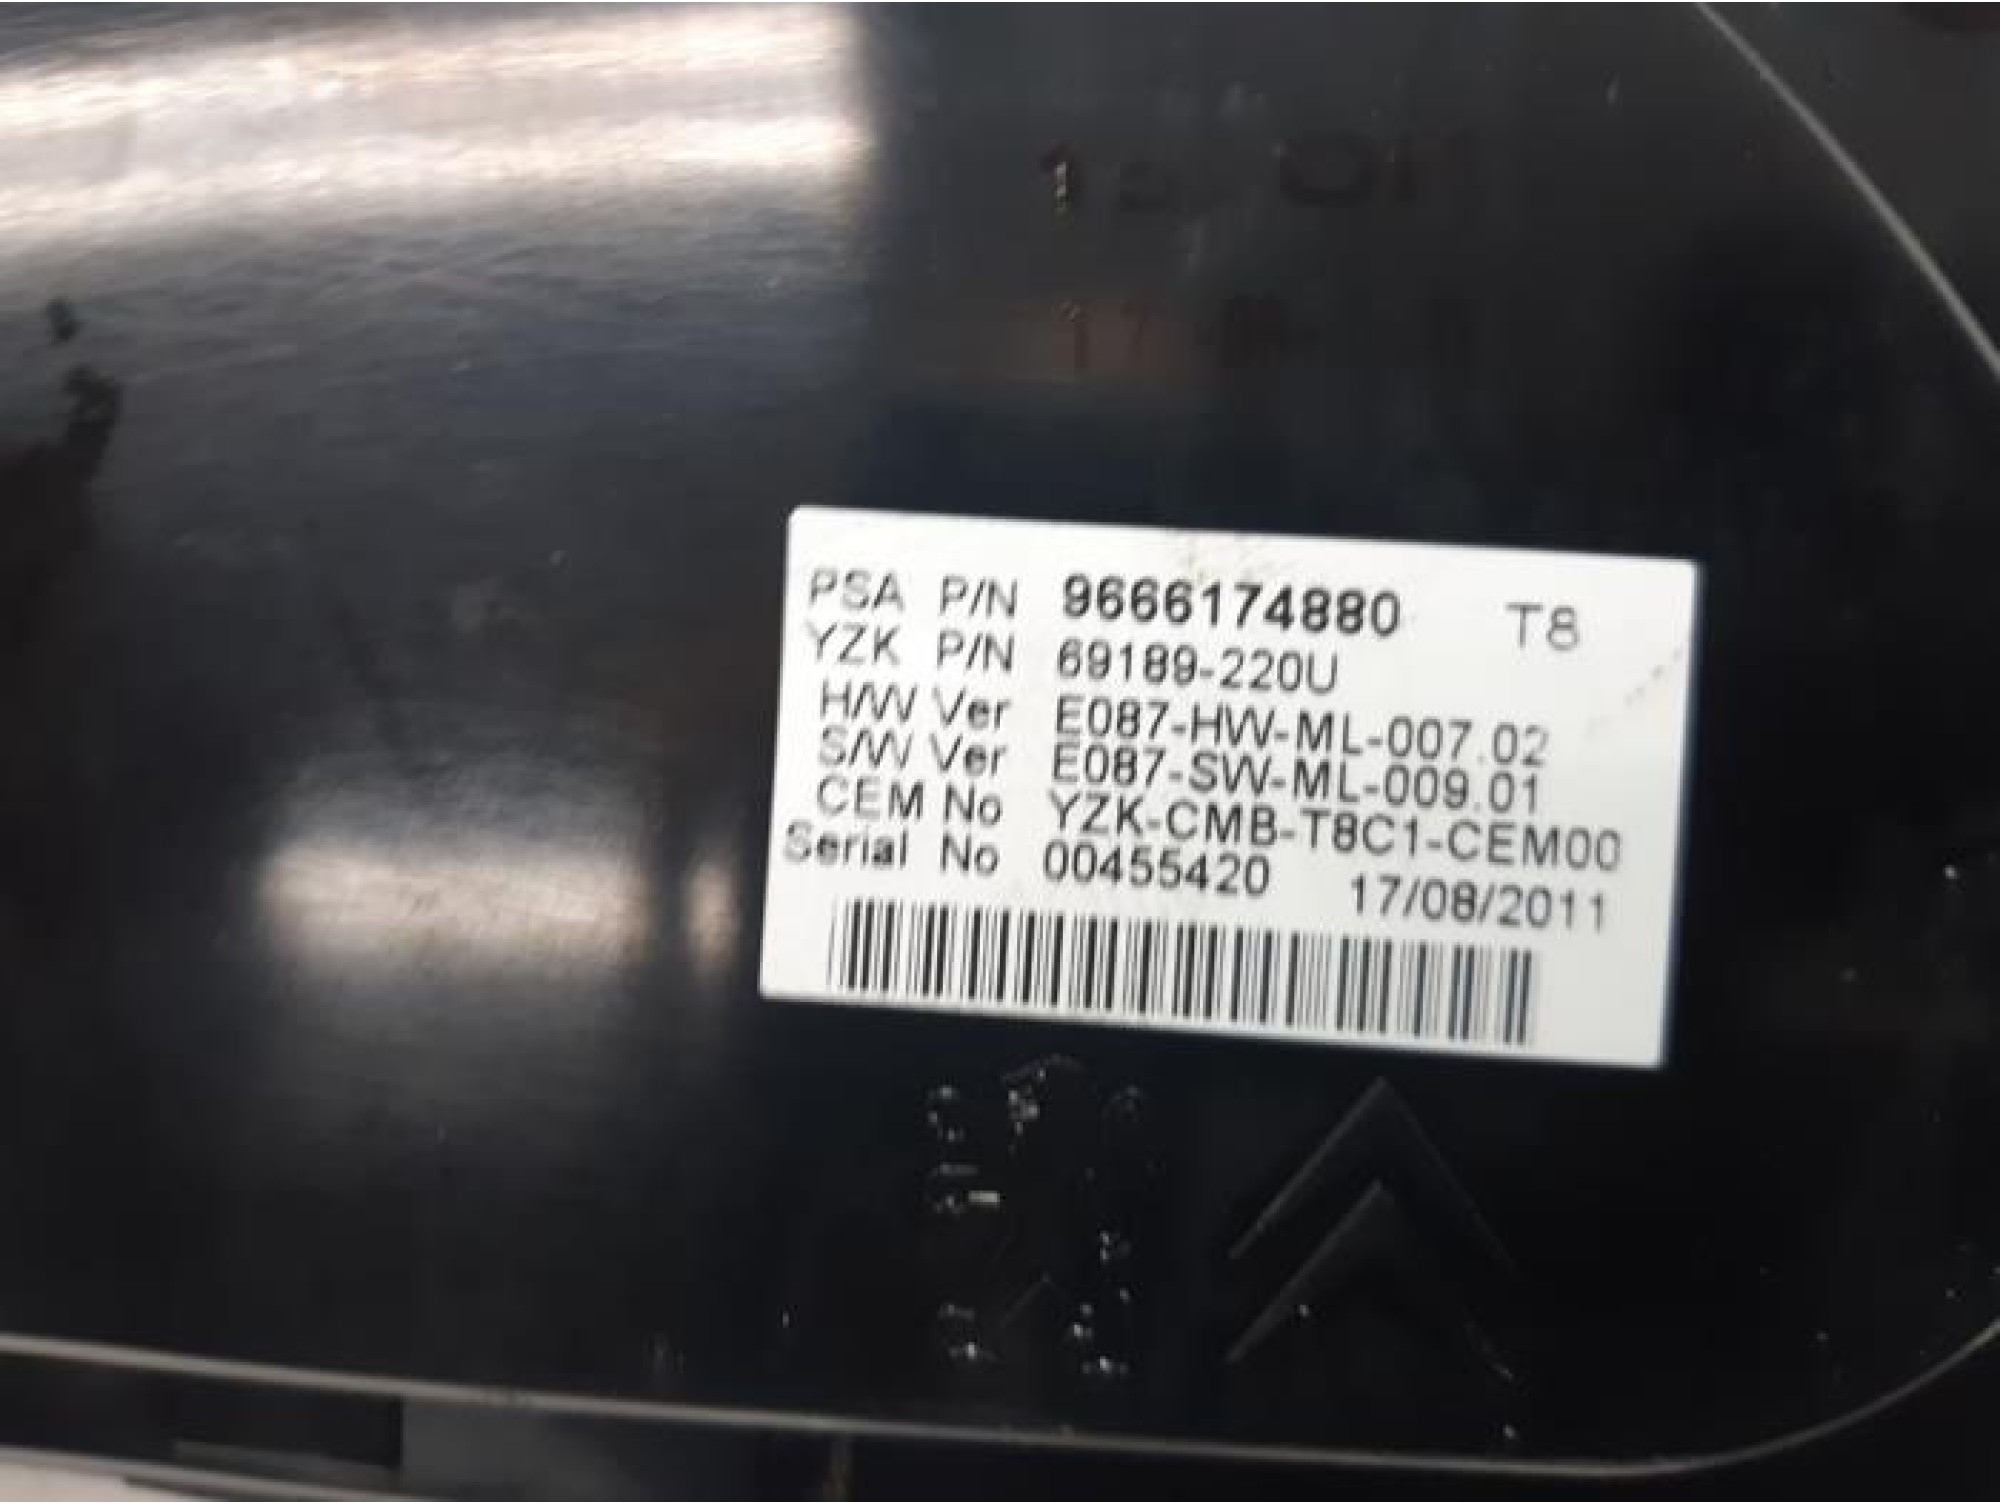 PSA P/N 9666174880 T8
YZK P/N 69189-220U
H/W Ver E087-HW-ML-007.02
S/W Ver E087-SW-ML-009.01
CEM No YZK-CMB-T8C1-CEM00
Serial No 00455420 17/08/2011